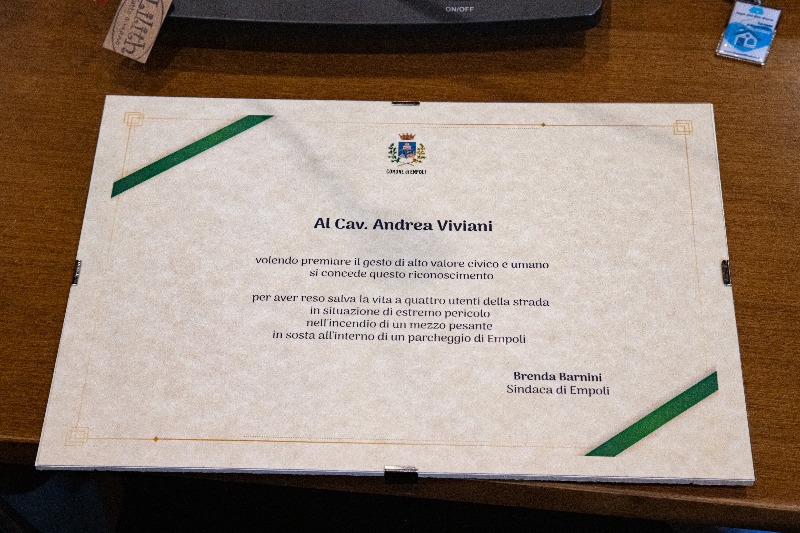 ON/OFF
Lilith
COMUNE di EMPOLI
Al Cav. Andrea Viviani
volendo premiare il gesto di alto valore civico e umano
si concede questo riconoscimento
per aver reso salva la vita a quattro utenti della strada
in situazione di estremo pericolo
nell'incendio di un mezzo pesante
in sosta all'interno di un parcheggio di Empoli
Brenda Barnini
Sindaca di Empoli